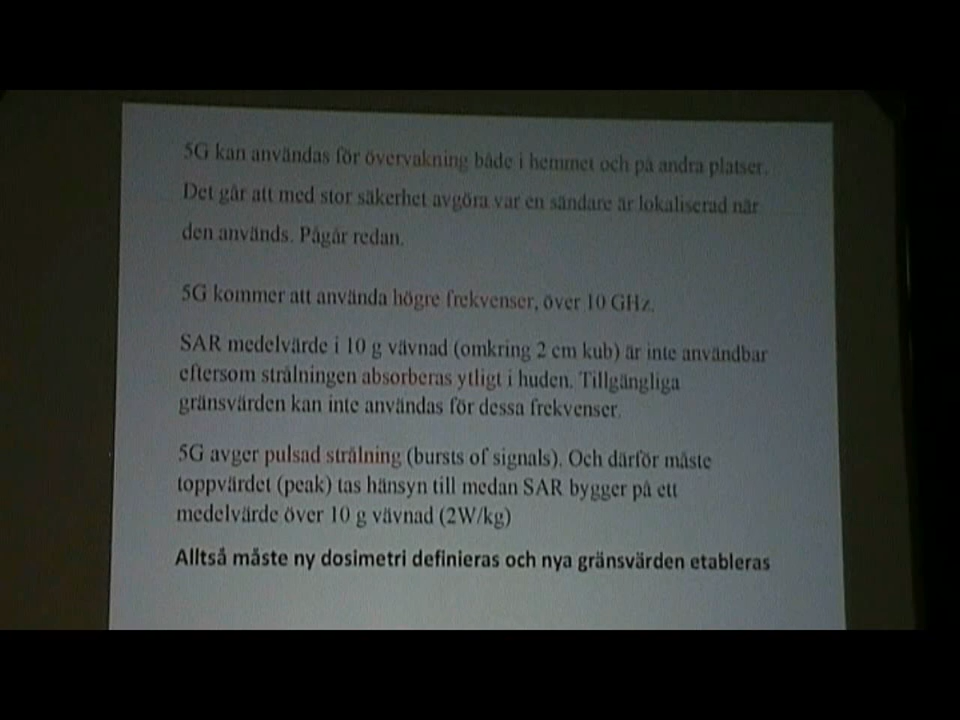 5G kan användas för övervakning både i hemmet och på andra platser.
Det går att med stor säkerhet avgöra var en sändare är lokaliserad när
den används. Pågår redan.
5G kommer att använda högre frekvenser, över 10 GHz.
SAR medelvärde i 10 g vävnad (omkring 2 cm kub) är inte användbar
eftersom strålningen absorberas ytligt i huden. Tillgängliga
gränsvärden kan inte användas för dessa frekvenser.
5G avger pulsad strålning (bursts of signals). Och därför måste
toppvärdet (peak) tas hänsyn till medan SAR bygger på ett
medelvärde över 10 g vävnad (2W/kg)
Alltså måste ny dosimetri definieras och nya gränsvärden etableras